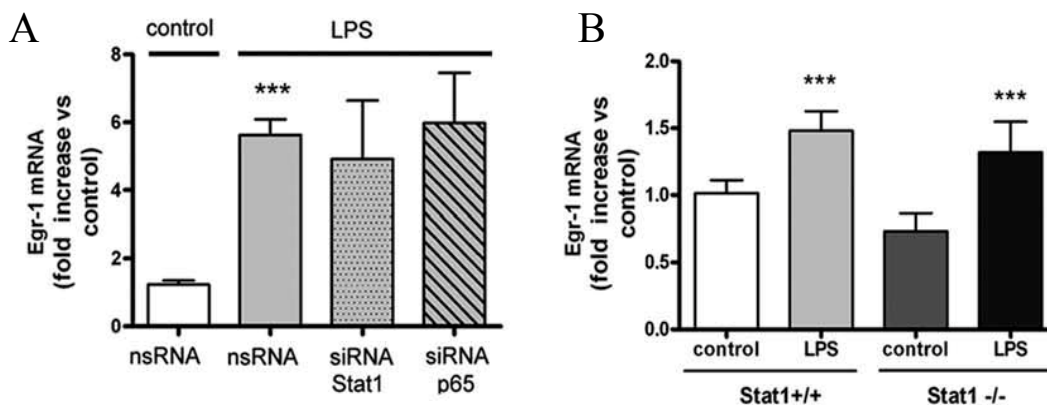 A
control LPS
Egr-1 mRNA
(fold increase vs
control)
8
6
4
2
0
***
nsRNA nsRNA siRNA siRNA
Stat1 p65
B
Egr-1 mRNA
(fold increase vs
control)
2.0
1.5
1.0
0.5
0.0
*** ***
control LPS control LPS
Stat1+/+ Stat1 -/-